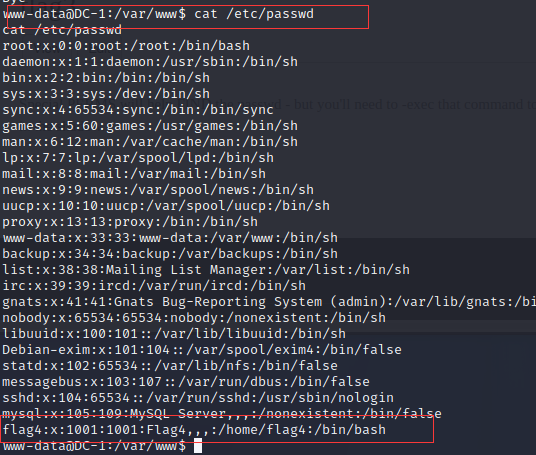 www-data@DC-1:/var/www$ cat /etc/passwd
cat /etc/passwd
root:x:0:0:root:/root:/bin/bash
daemon:x:1:1:daemon:/usr/sbin:/bin/sh
bin:x:2:2:bin:/bin:/bin/sh
sys:x:3:3:sys:/dev:/bin/sh
sync:x:4:65534:sync:/bin:/bin/sync
games:x:5:60:games:/usr/games:/bin/sh
man:x:6:12:man:/var/cache/man:/bin/sh
lp:x:7:7:lp:/var/spool/lpd:/bin/sh
mail:x:8:8:mail:/var/mail:/bin/sh
news:x:9:9:news:/var/spool/news:/bin/sh
uucp:x:10:10:uucp:/var/spool/uucp:/bin/sh
proxy:x:13:13:proxy:/bin:/bin/sh
www-data:x:33:33:www-data:/var/www:/bin/sh
backup:x:34:34:backup:/var/backups:/bin/sh
list:x:38:38:Mailing List Manager:/var/list:/bin/sh
irc:x:39:39:ircd:/var/run/ircd:/bin/sh
gnats:x:41:41:Gnats Bug-Reporting System (admin):/var/lib/gnats:/bi
nobody:x:65534:65534:nobody:/nonexistent:/bin/sh
libuuid:x:100:101::/var/lib/libuuid:/bin/sh
Debian-exim:x:101:104::/var/spool/exim4:/bin/false
statd:x:102:65534::/var/lib/nfs:/bin/false
messagebus:x:103:107::/var/run/dbus:/bin/false
sshd:x:104:65534::/var/run/sshd:/usr/sbin/nologin
mysql:x:105:109:MySQL Server,,,:/nonexistent:/bin/false
flag4:x:1001:1001:Flag4,,,:/home/flag4:/bin/bash
www-data@DC-1:/var/www$